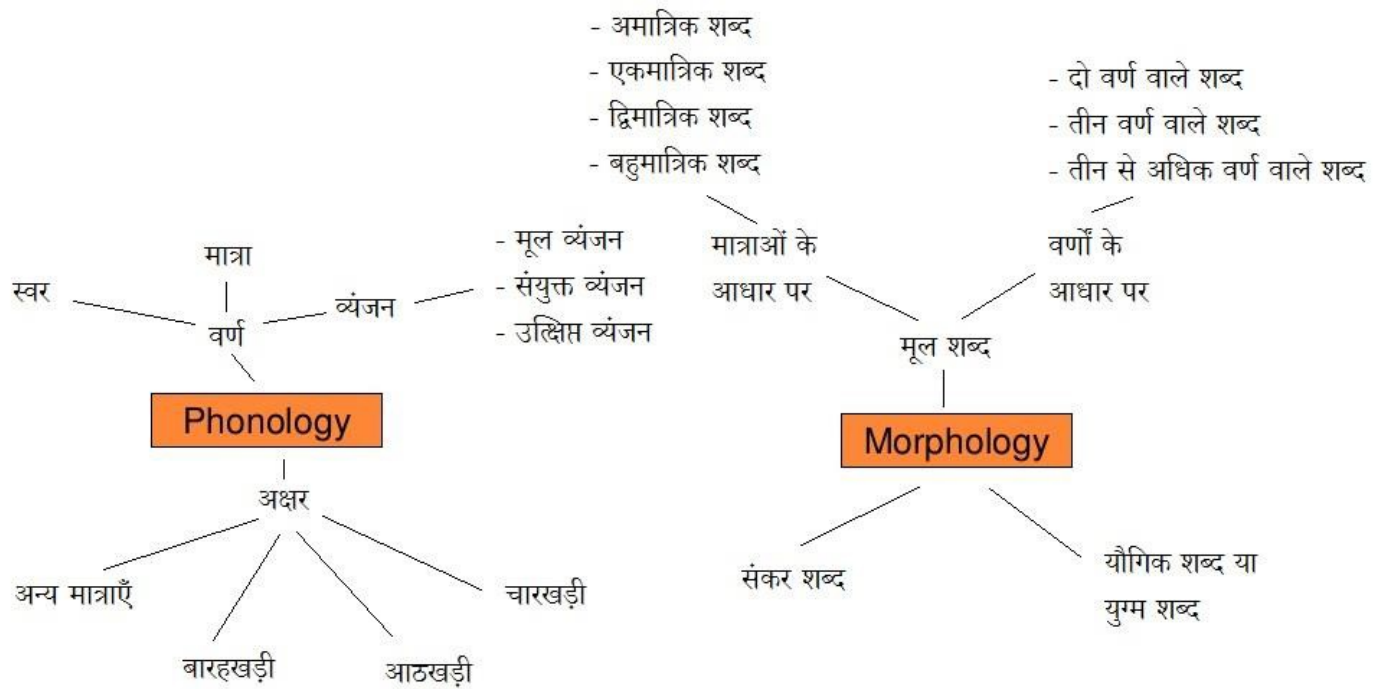 - अमात्रिक शब्द
- एकमात्रिक शब्द
- द्विमात्रिक शब्द
- बहुमात्रिक शब्द
- दो वर्ण वाले शब्द
- तीन वर्ण वाले शब्द
- तीन से अधिक वर्ण वाले शब्द
मात्राओं के
आधार पर
वर्णों के
आधार पर
मूल शब्द
Morphology
संकर शब्द
यौगिक शब्द या
युग्म शब्द
मात्रा
स्वर
व्यंजन
- मूल व्यंजन
- संयुक्त व्यंजन
- उत्क्षिप्त व्यंजन
वर्ण
Phonology
अक्षर
अन्य मात्राएँ
बारहखड़ी
आठखड़ी
चारखड़ी